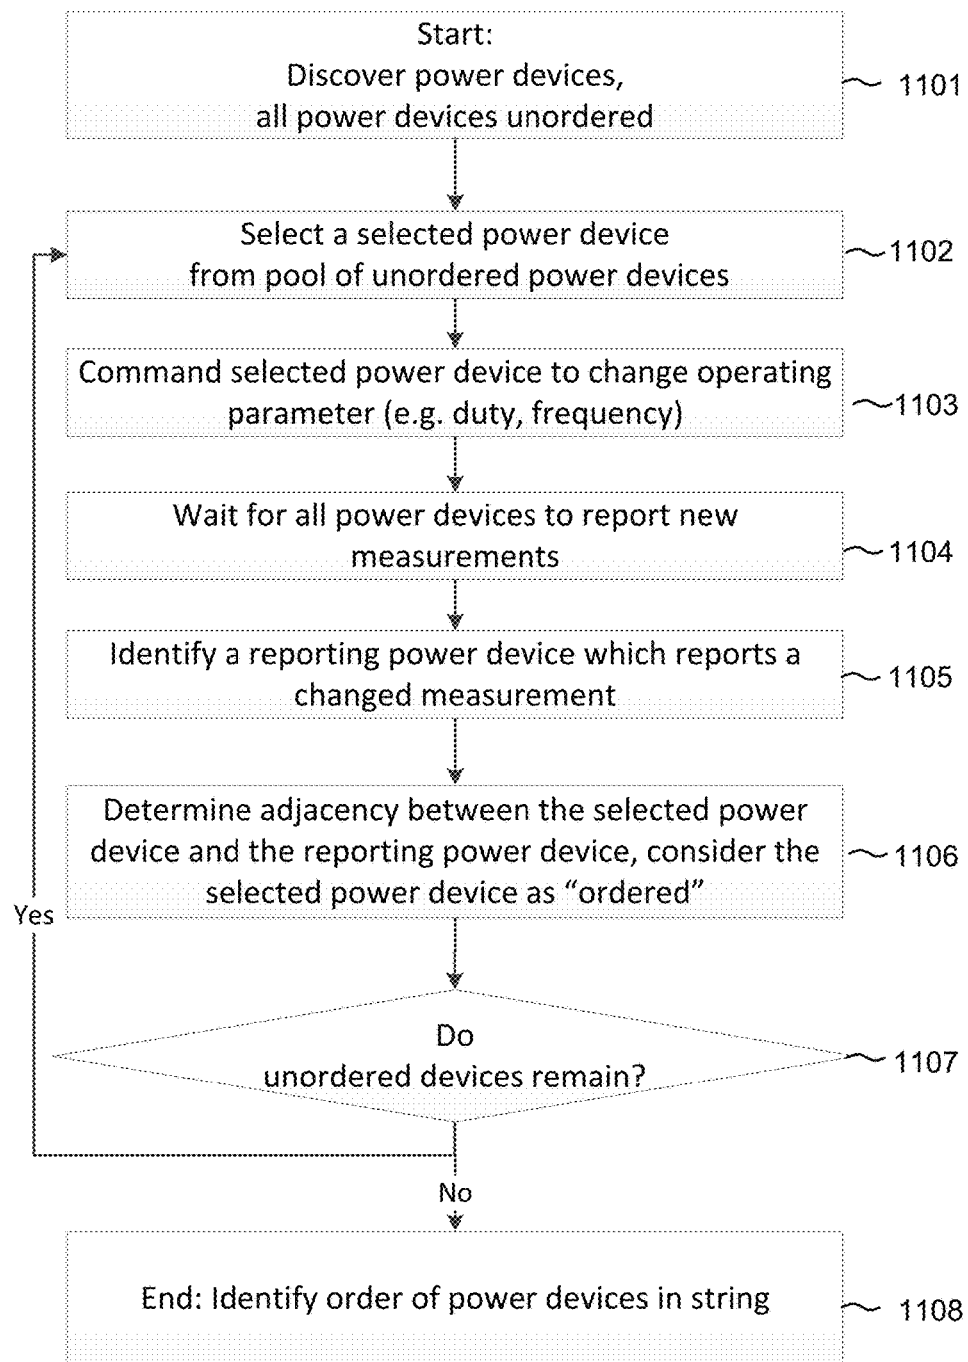 Start:
Discover power devices,
all power devices unordered
1101
Select a selected power device
from pool of unordered power devices
1102
Command selected power device to change operating
parameter (e.g. duty, frequency)
1103
Wait for all power devices to report new
measurements
1104
Identify a reporting power device which reports a
changed measurement
1105
Determine adjacency between the selected power
device and the reporting power device, consider the
selected power device as “ordered”
1106
Yes
Do
unordered devices remain?
1107
No
End: Identify order of power devices in string
1108